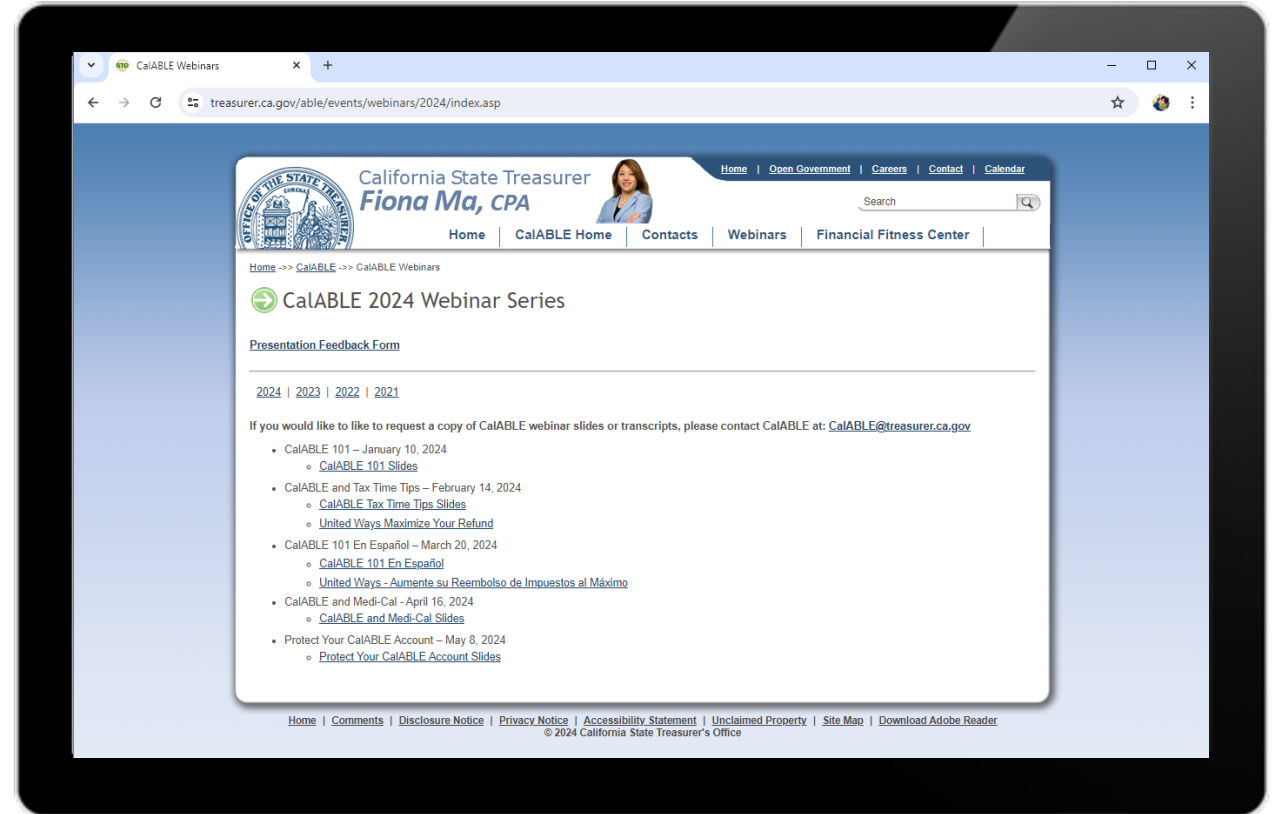 STO CalABLE Webinars
treasurer.ca.gov/able/events/webinars/2024/index.asp
OFFICE OF THE STATE TREASURER
EUREKA
California State Treasurer
Fiona Ma, CPA
Home | Open Government | Careers | Contact | Calendar
Search
Home | CalABLE Home | Contacts | Webinars | Financial Fitness Center |
Home ->> CalABLE ->> CalABLE Webinars
CalABLE 2024 Webinar Series
Presentation Feedback Form
2024 | 2023 | 2022 | 2021
If you would like to like to request a copy of CalABLE webinar slides or transcripts, please contact CalABLE at: CalABLE@treasurer.ca.gov
CalABLE 101 – January 10, 2024
CalABLE 101 Slides
CalABLE and Tax Time Tips – February 14, 2024
CalABLE Tax Time Tips Slides
United Ways Maximize Your Refund
CalABLE 101 En Español – March 20, 2024
CalABLE 101 En Español
United Ways - Aumente su Reembolso de Impuestos al Máximo
CalABLE and Medi-Cal - April 16, 2024
CalABLE and Medi-Cal Slides
Protect Your CalABLE Account – May 8, 2024
Protect Your CalABLE Account Slides
Home | Comments | Disclosure Notice | Privacy Notice | Accessibility Statement | Unclaimed Property | Site Map | Download Adobe Reader
© 2024 California State Treasurer's Office